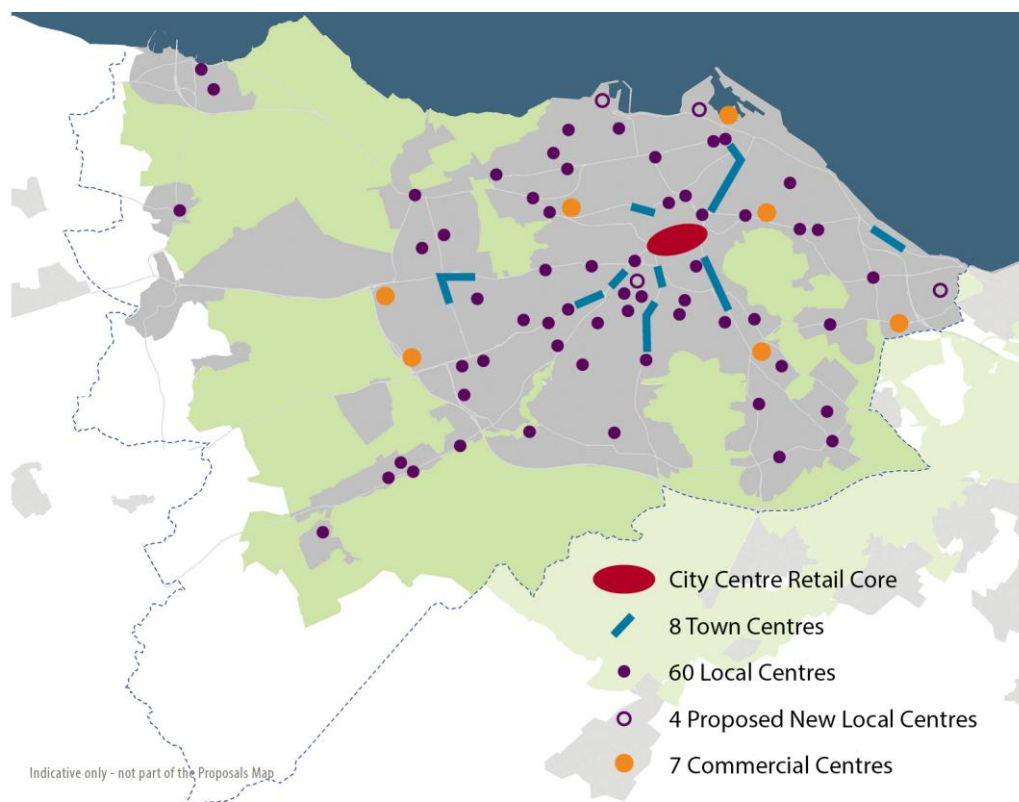 City Centre Retail Core
8 Town Centres
60 Local Centres
4 Proposed New Local Centres
7 Commercial Centres
Indicative only - not part of the Proposals Map